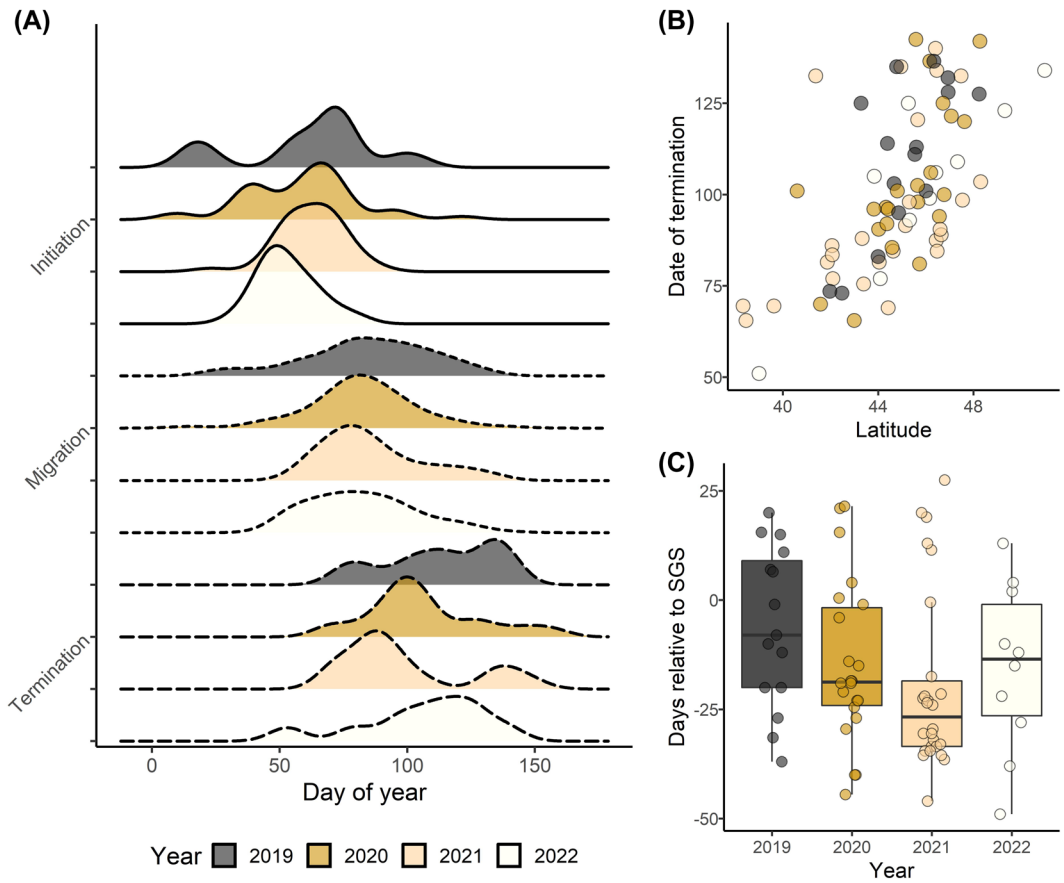 (A)
Initiation
Migration
Termination
0 50 100 150
Day of year
(B)
Date of termination
125
100
75
50
40 44 48
Latitude
(C)
Days relative to SGS
25
0
-25
-50
2019 2020 2021 2022
Year
Year 2019 2020 2021 2022